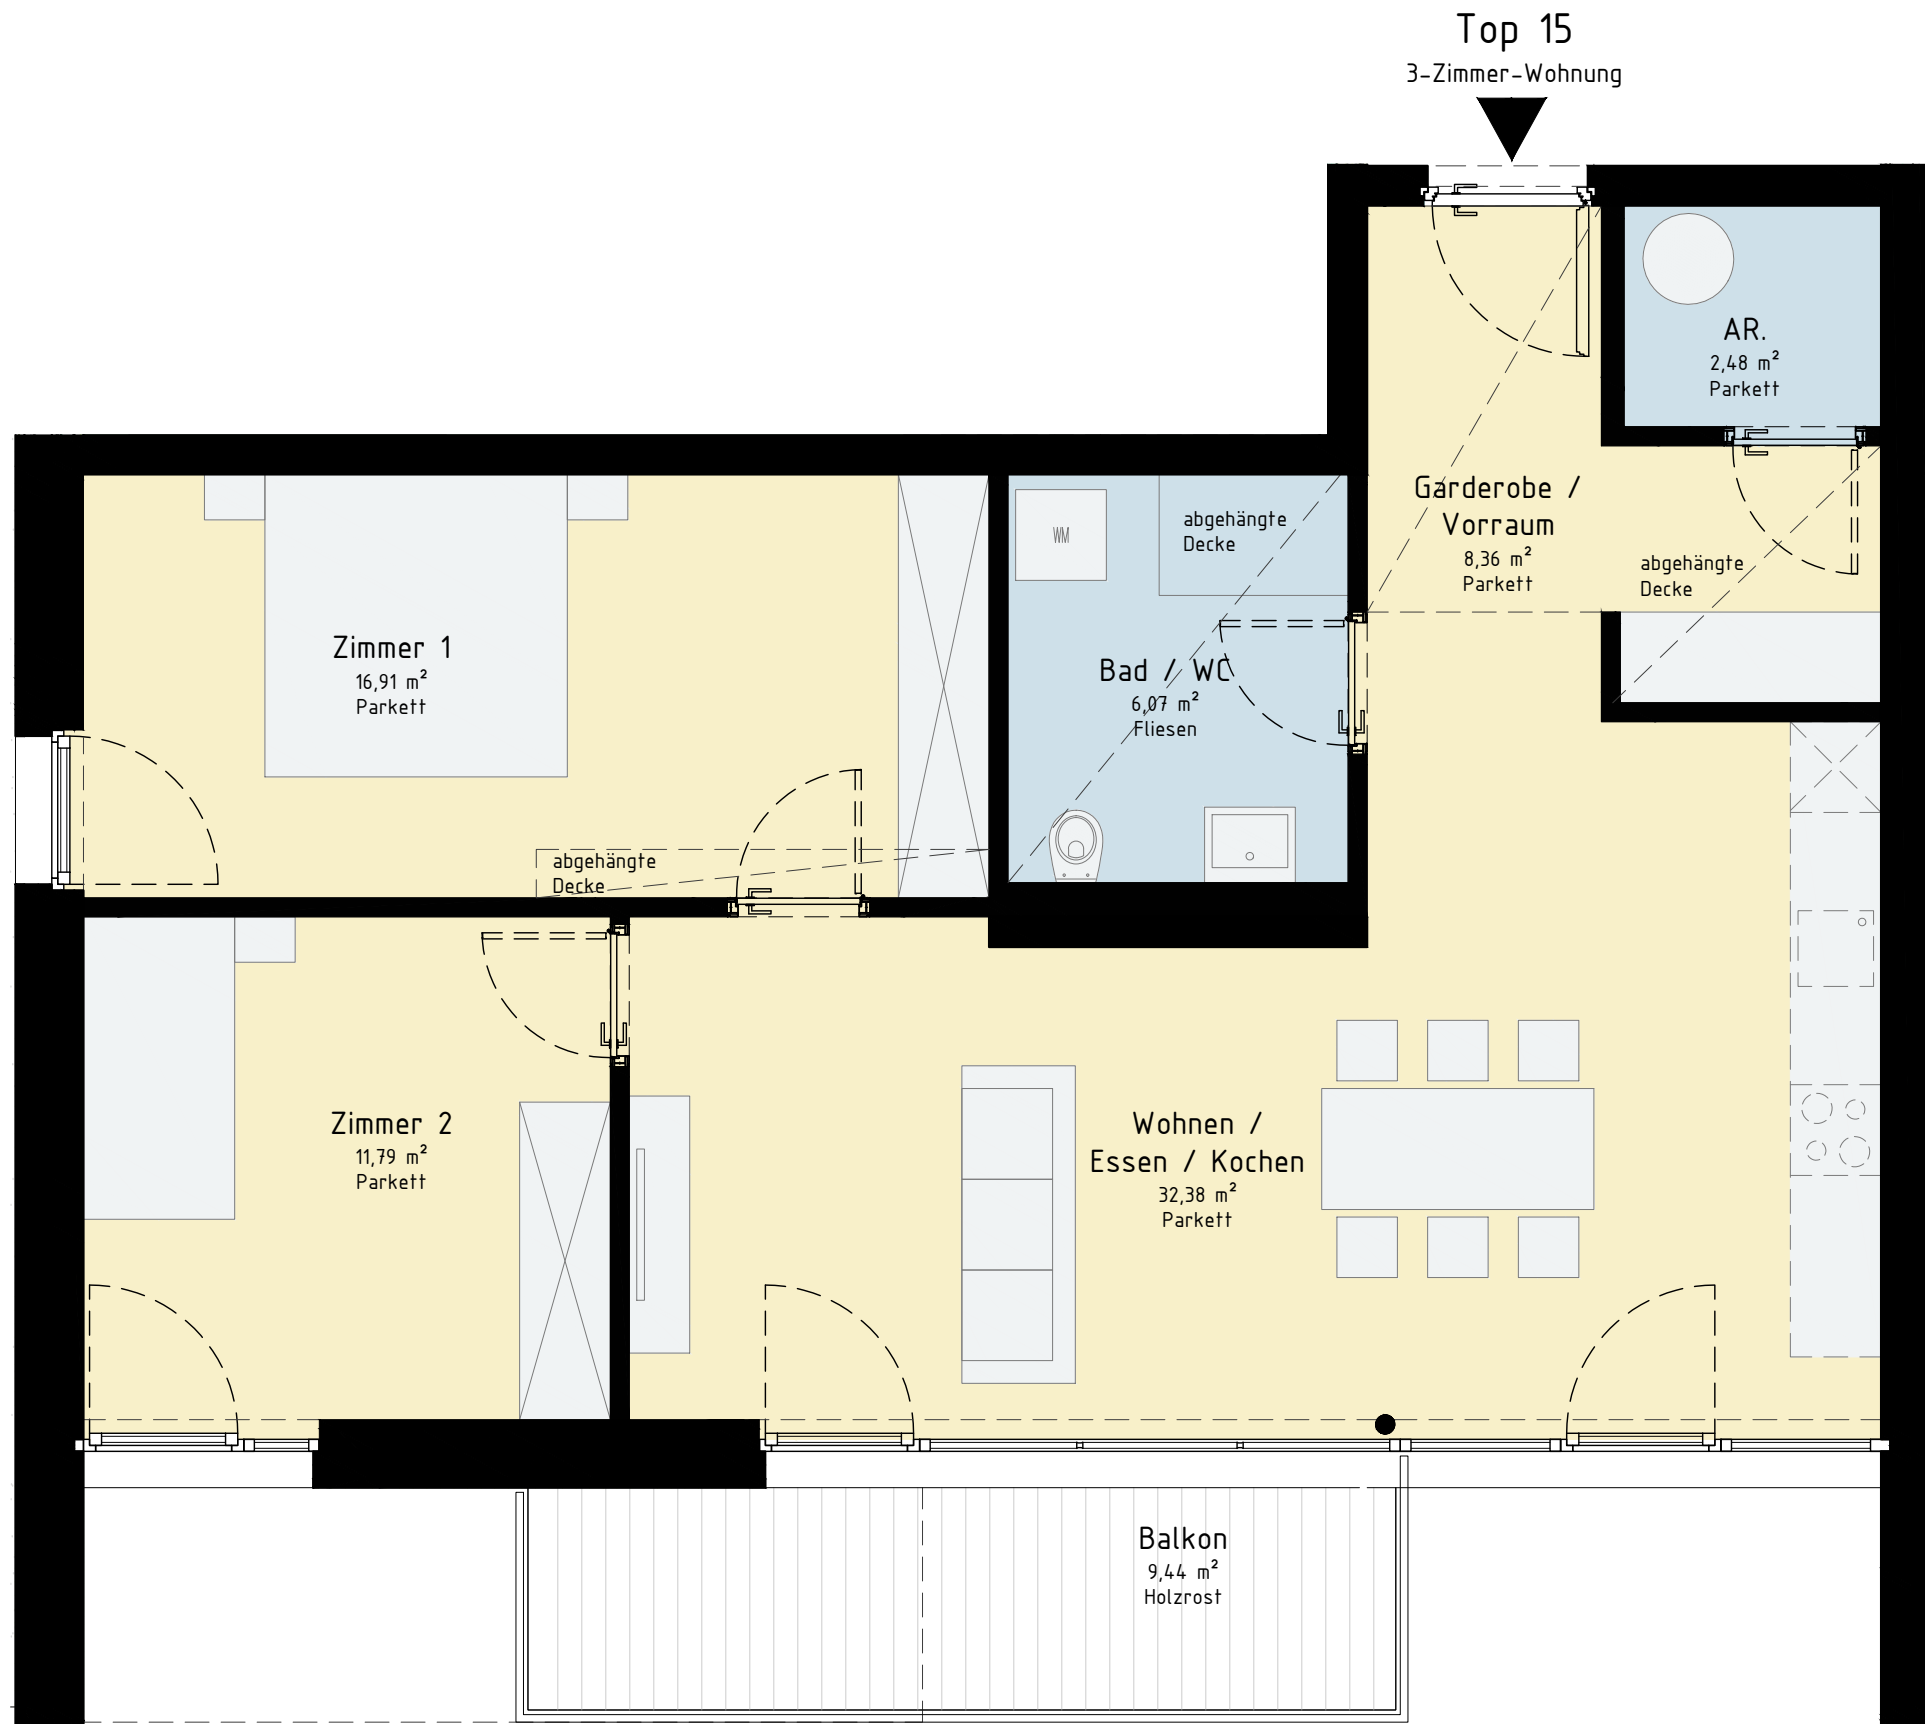 Top 15
3-Zimmer-Wohnung
AR.
2,48 m²
Parkett
Garderobe /
Vorraum
8,36 m²
Parkett
abgehängte
Decke
abgehängte
Decke
WM
Bad / WC
6,07 m²
Fliesen
Zimmer 1
16,91 m²
Parkett
abgehängte
Decke
Zimmer 2
11,79 m²
Parkett
Wohnen /
Essen / Kochen
32,38 m²
Parkett
Balkon
9,44 m²
Holzrost